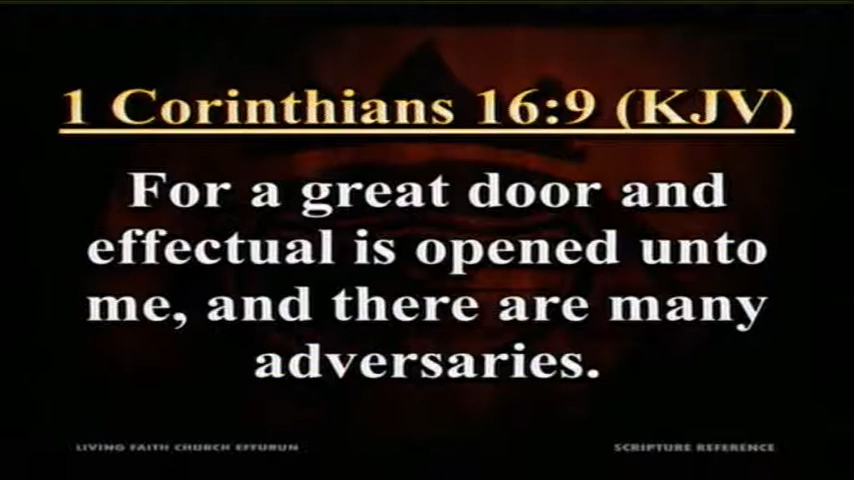 1 Corinthians 16:9 (KJV)
For a great door and
effectual is opened unto
me, and there are many
adversaries.
LIVING FAITH CHURCH EFFURUN
SCRIPTURE REFERENCE